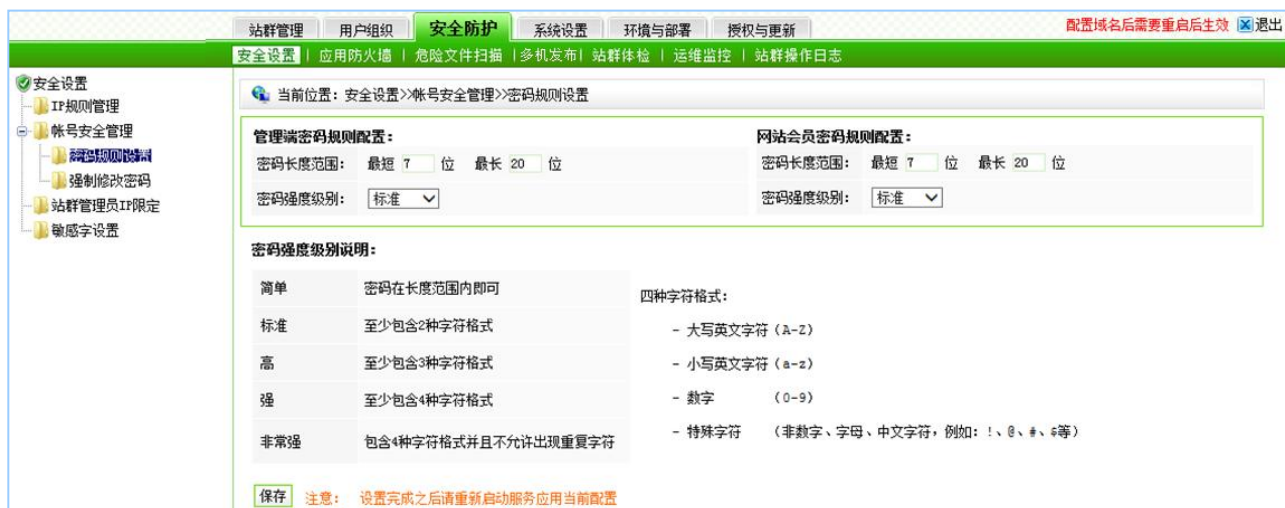 站群管理 用户组织 安全防护 系统设置 环境与部署 授权与更新 配置域名后需要重启后生效 退出
安全设置 | 应用防火墙 | 危险文件扫描 | 多机发布 | 站群体检 | 运维监控 | 站群操作日志
安全设置
IP规则管理
帐号安全管理
密码规则设置
强制修改密码
站群管理员IP限定
敏感字设置
当前位置：安全设置>>帐号安全管理>>密码规则设置
管理端密码规则配置：
密码长度范围： 最短 7 位 最长 20 位
密码强度级别： 标准
网站会员密码规则配置：
密码长度范围： 最短 7 位 最长 20 位
密码强度级别： 标准
密码强度级别说明：
简单 密码在长度范围内即可
标准 至少包含2种字符格式
高 至少包含3种字符格式
强 至少包含4种字符格式
非常强 包含4种字符格式并且不允许出现重复字符
四种字符格式：
- 大写英文字符（A-Z）
- 小写英文字符（a-z）
- 数字 （0-9）
- 特殊字符 （非数字、字母、中文字符，例如：!、@、#、$等）
保存 注意： 设置完成之后请重新启动服务应用当前配置